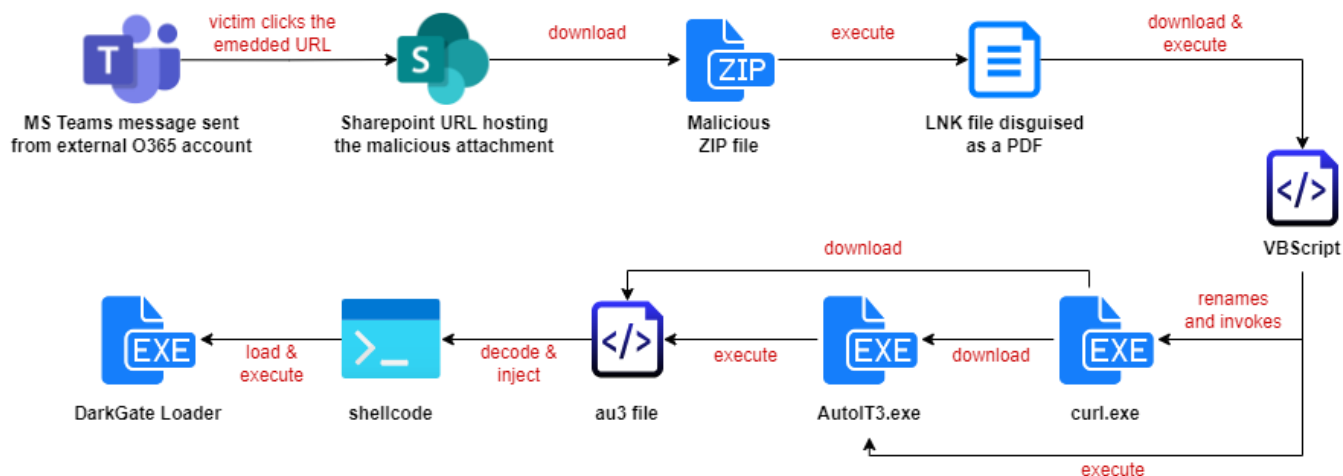 victim clicks the
emedded URL
download
execute
download &
execute
T
S
ZIP
MS Teams message sent
from external O365 account
Sharepoint URL hosting
the malicious attachment
Malicious
ZIP file
LNK file disguised
as a PDF
</>
VBScript
download
renames
and invokes
EXE
load &
execute
>_
decode &
inject
</>
execute
EXE
download
EXE
DarkGate Loader
shellcode
au3 file
AutoIT3.exe
curl.exe
execute